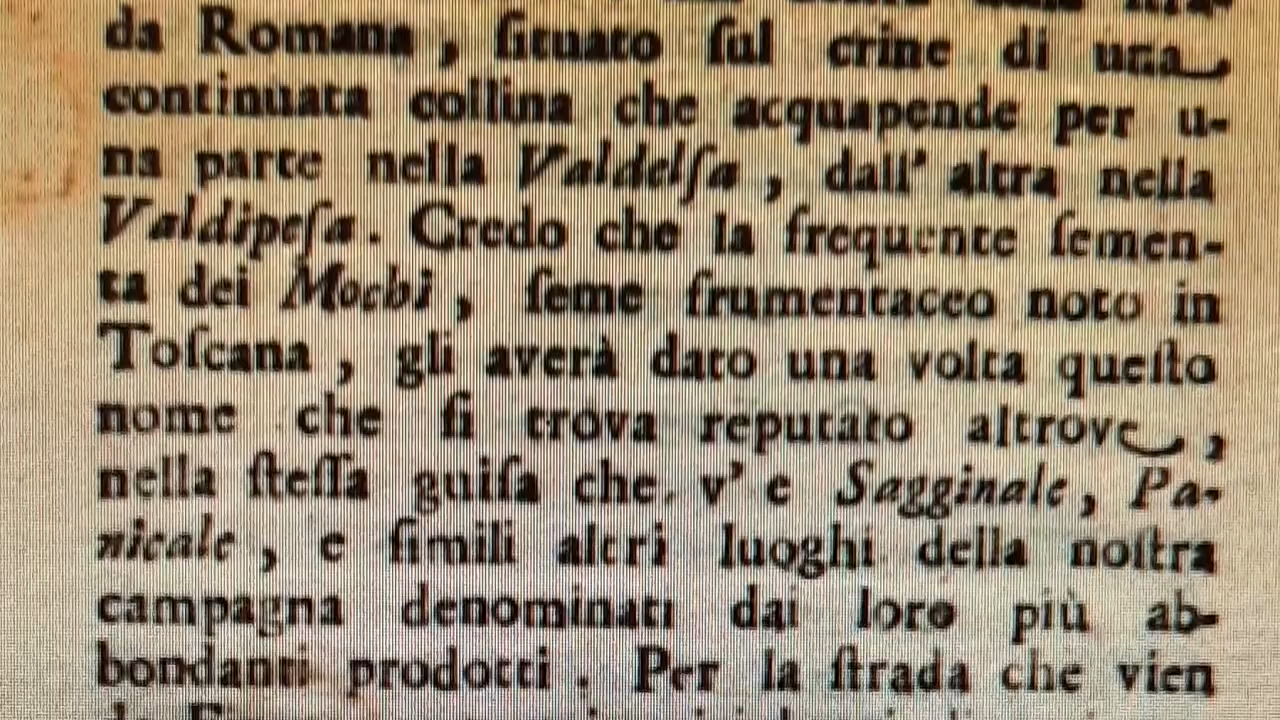 da Romana, ſituato ſul crine di una
continuata collina che acquapende per u-
na parte nella Valdelſa, dall' altra nella
Valdipeſa. Credo che la frequente ſemen-
ta dei Mochi, ſeme frumentaceo noto in
Toſcana, gli averà dato una volta queſto
nome che ſi trova reputato altrove,
nella ſteſſa guiſa che v' e Sagginale, Pa-
nicale, e ſimili altri luoghi della noſtra
campagna denominati dai loro più ab-
bondanti prodotti. Per la ſtrada che vien